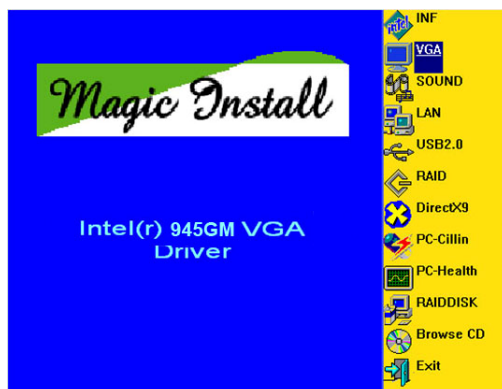 Magic Install
Intel(r) 945GM VGA
Driver
intel
INF
VGA
SOUND
LAN
USB2.0
RAID
DirectX9
PC-Cillin
PC-Health
RAIDDISK
Browse CD
Exit